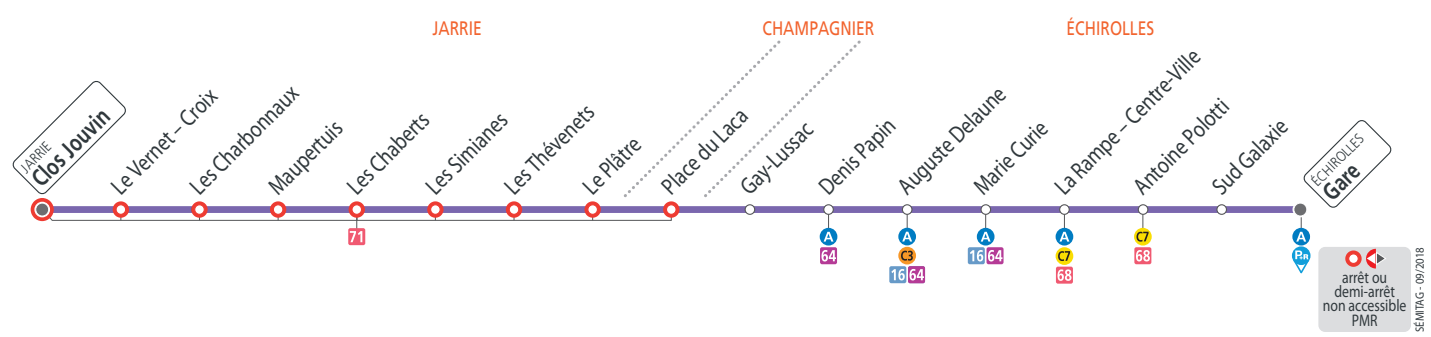 JARRIE
CHAMPAGNIER
ÉCHIROLLES
JARRIE
Clos Jouvin
Le Vernet – Croix
Les Charbonnaux
Maupertuis
Les Chaberts
Les Simianes
Les Thévenets
Le Plâtre
Place du Laca
Gay-Lussac
Denis Papin
Auguste Delaune
Marie Curie
La Rampe – Centre-Ville
Antoine Polotti
Sud Galaxie
ÉCHIROLLES
Gare
71
A
64
A
C3
16 64
A
16 64
A
C7
68
C7
68
A
P+R
arrêt ou
demi-arrêt
non accessible
PMR
SÉMITAG - 09/2018